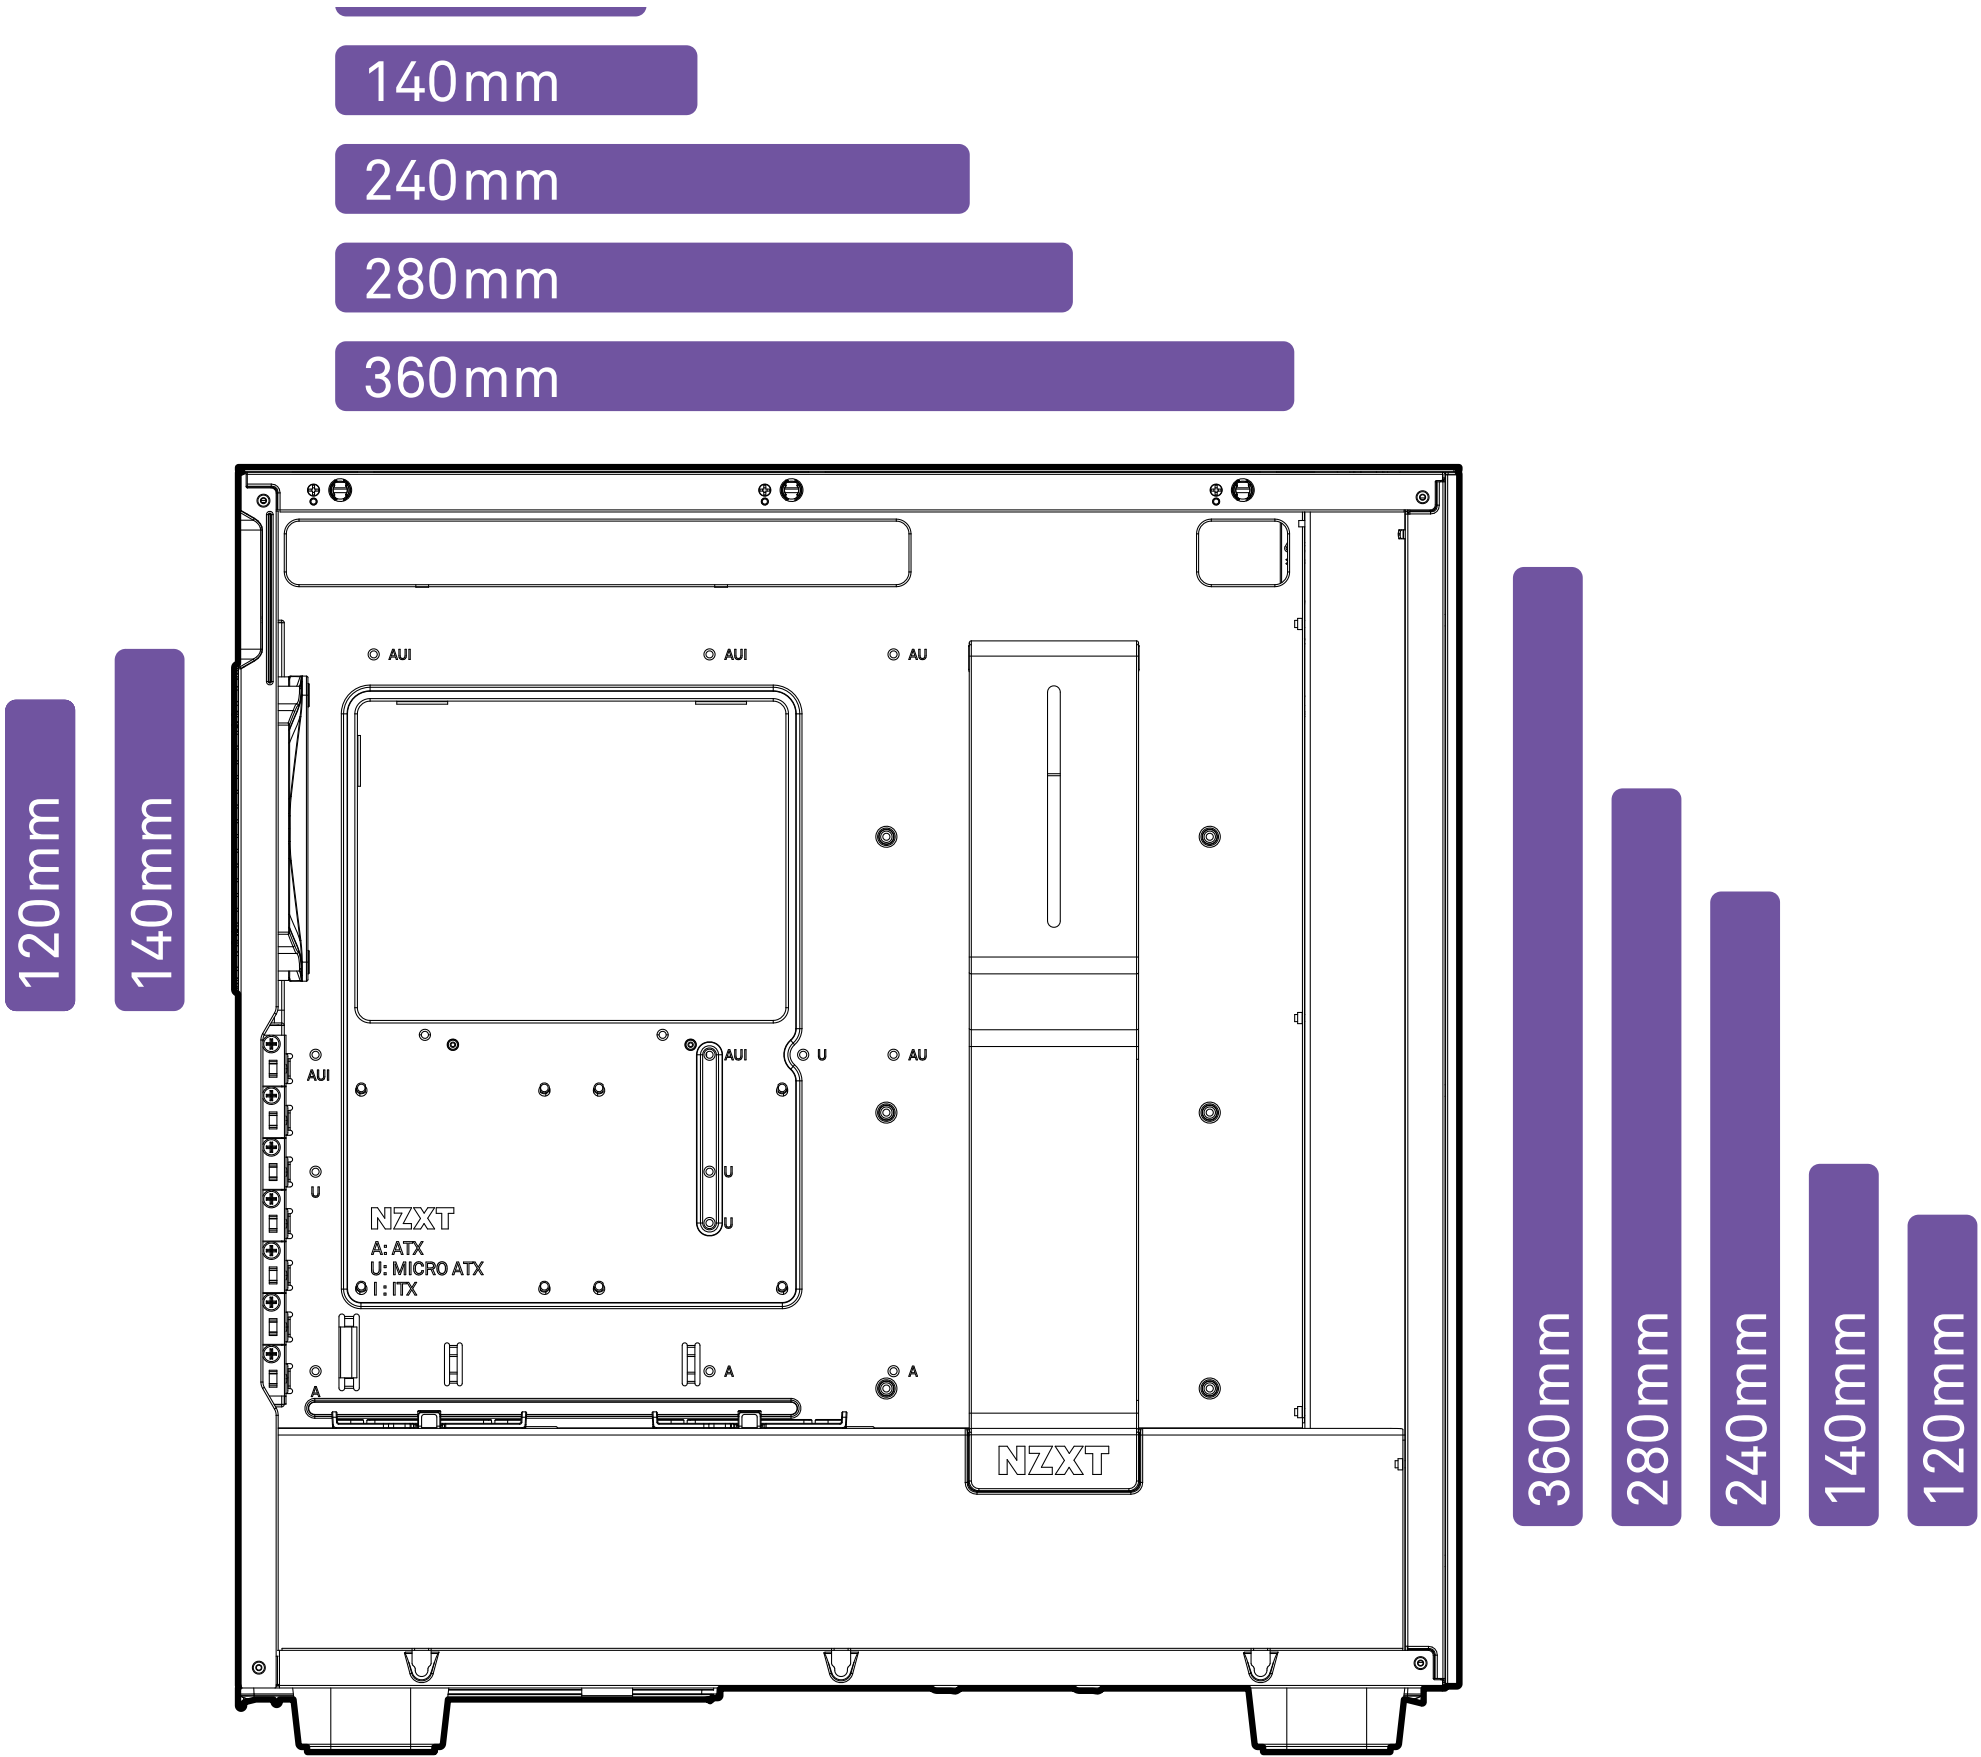 140mm
240mm
280mm
360mm
AUI
AUI
AU
120mm
140mm
AUI
U
AU
AUI
U
U
U
NZXT
A: ATX
U: MICRO ATX
I : ITX
A
A
A
NZXT
360mm
280mm
240mm
140mm
120mm